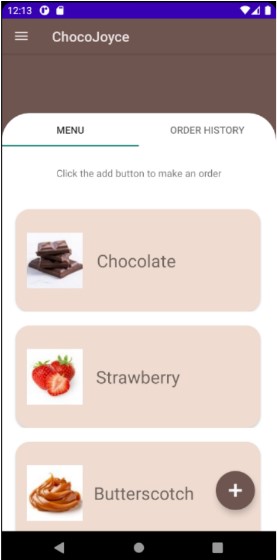 12:13
ChocoJoyce
MENU
ORDER HISTORY
Click the add button to make an order
Chocolate
Strawberry
Butterscotch
+